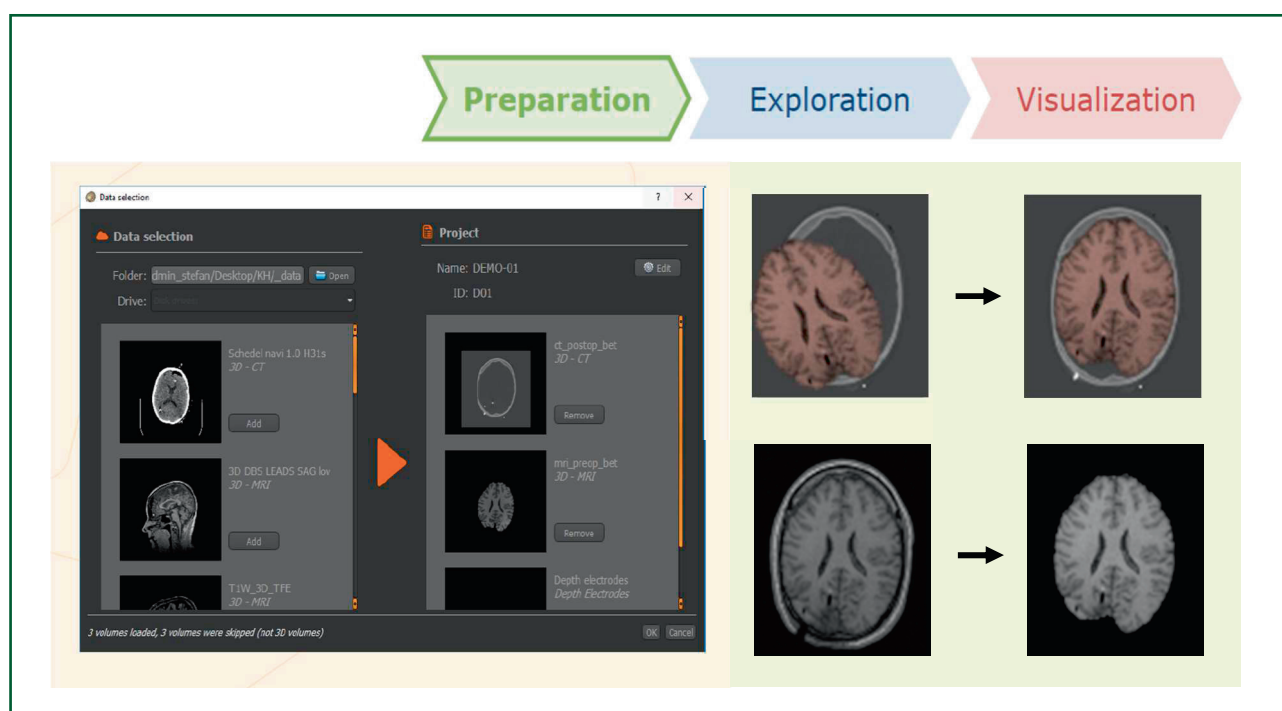 Preparation
Exploration
Visualization
Data selection
?
Data selection
Project
Folder: dmin_stefan/Desktop/KH/_data
Open
Drive:
Name: DEMO-01
Edit
ID: D01
Schedel navi 1.0 H31s
3D - CT
Add
3D DBS LEADS SAG lov
3D - MRI
Add
T1W_3D_TFE
3D - MRI
ct_postop_bet
3D - CT
Remove
mri_preop_bet
3D - MRI
Remove
Depth electrodes
Depth Electrodes
3 volumes loaded, 3 volumes were skipped (not 3D volumes)
OK
Cancel